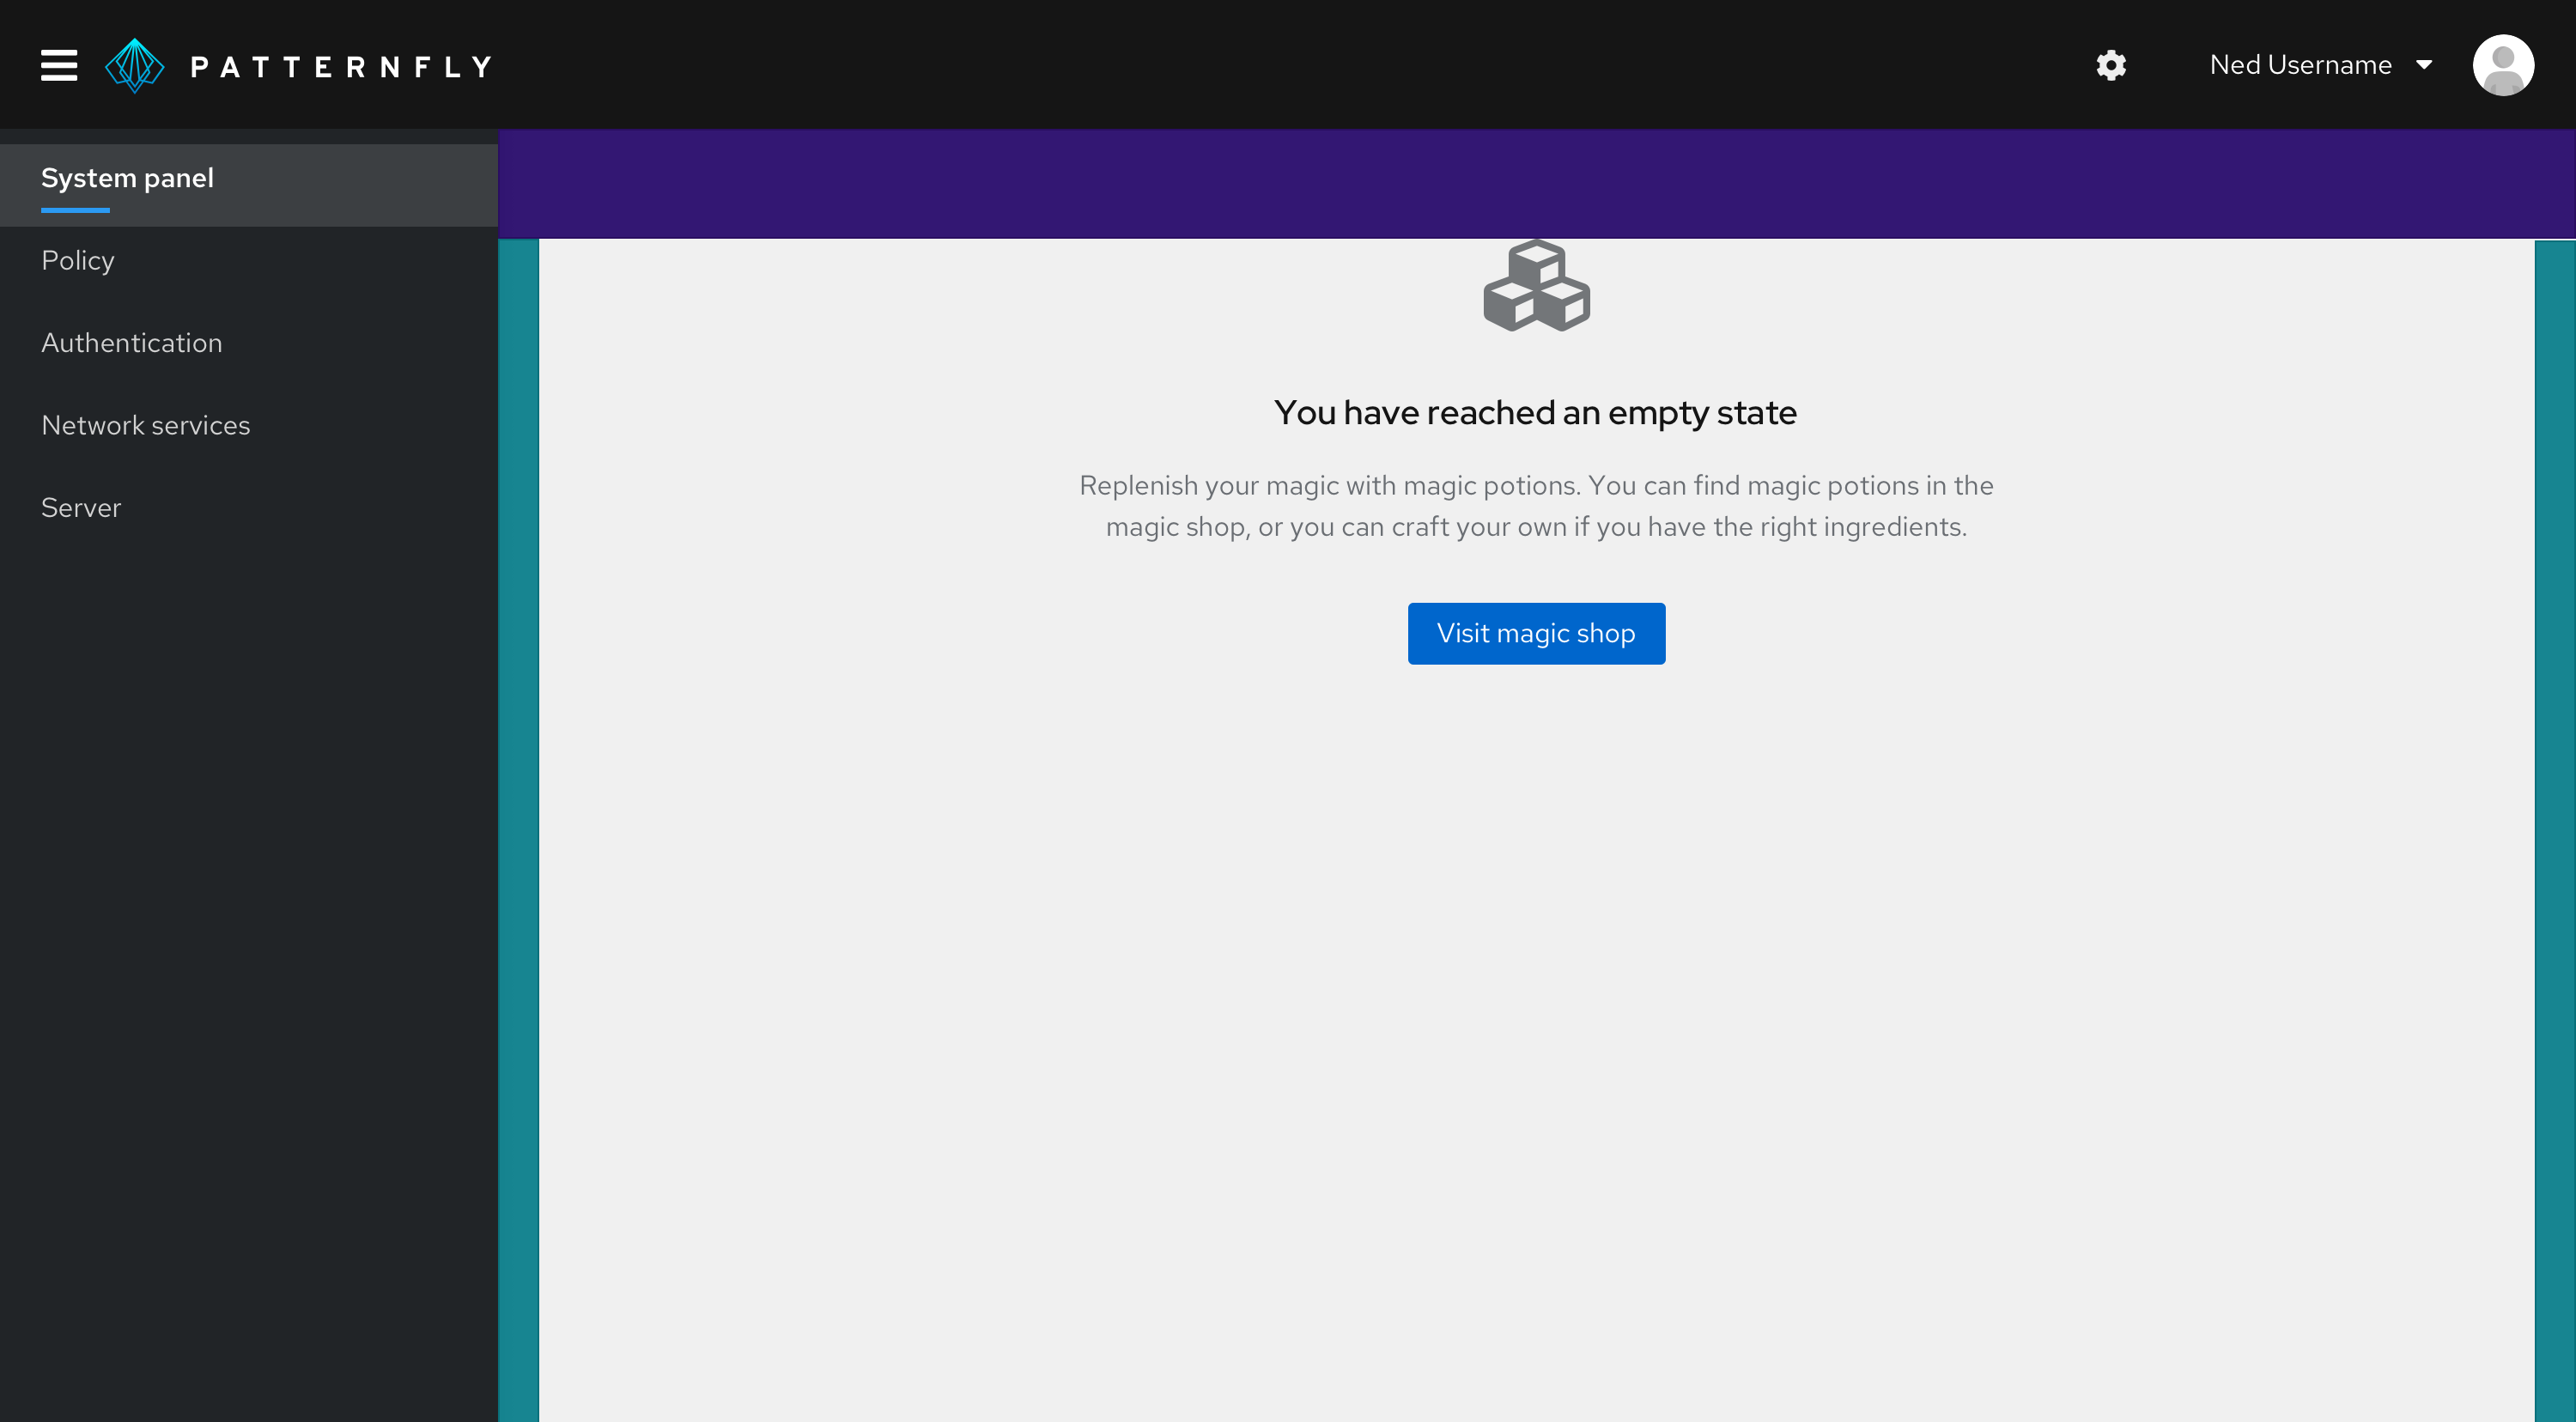 PATTERNFLY
Ned Username
System panel
Policy
Authentication
Network services
Server
You have reached an empty state
Replenish your magic with magic potions. You can find magic potions in the
magic shop, or you can craft your own if you have the right ingredients.
Visit magic shop